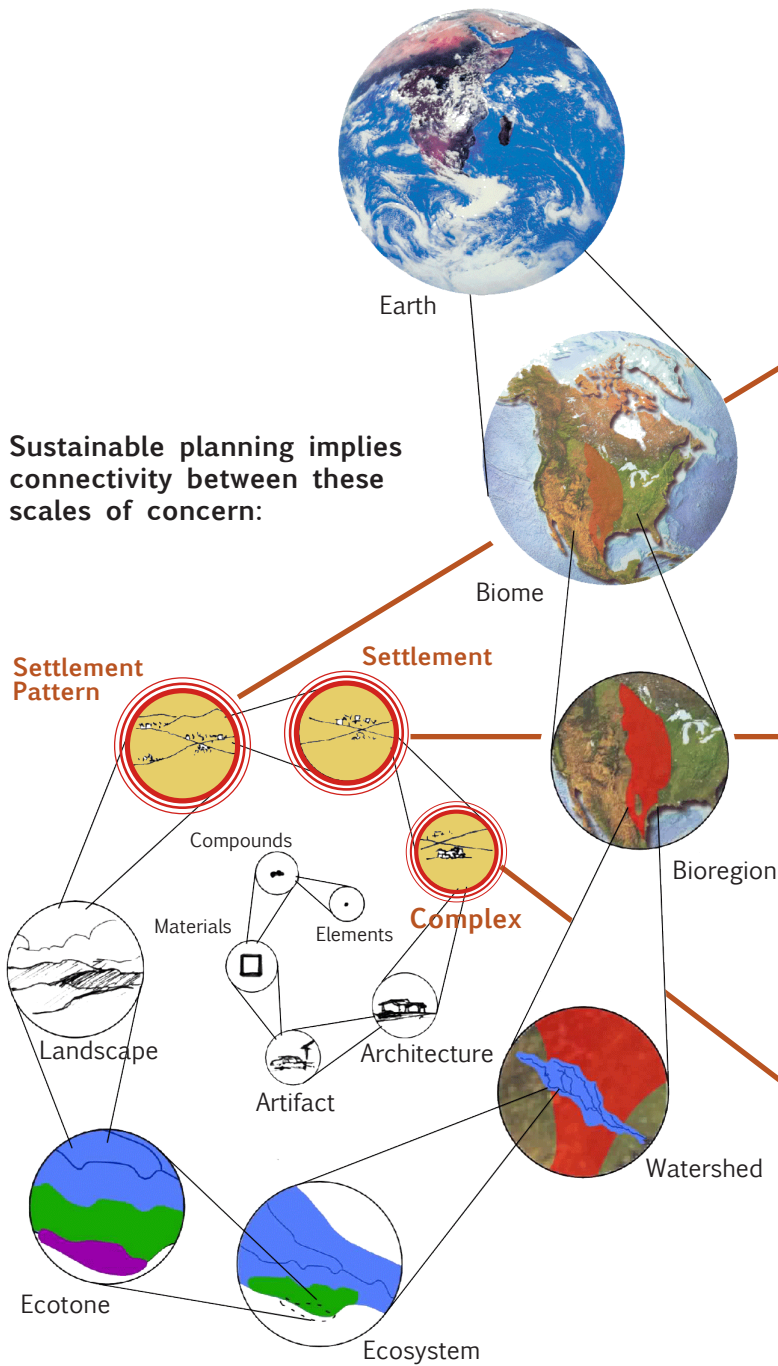 Earth
Sustainable planning implies
connectivity between these
scales of concern:
Biome
Settlement
Pattern
Settlement
Compounds
Bioregion
Materials
Elements
Complex
Landscape
Architecture
Artifact
Watershed
Ecotone
Ecosystem